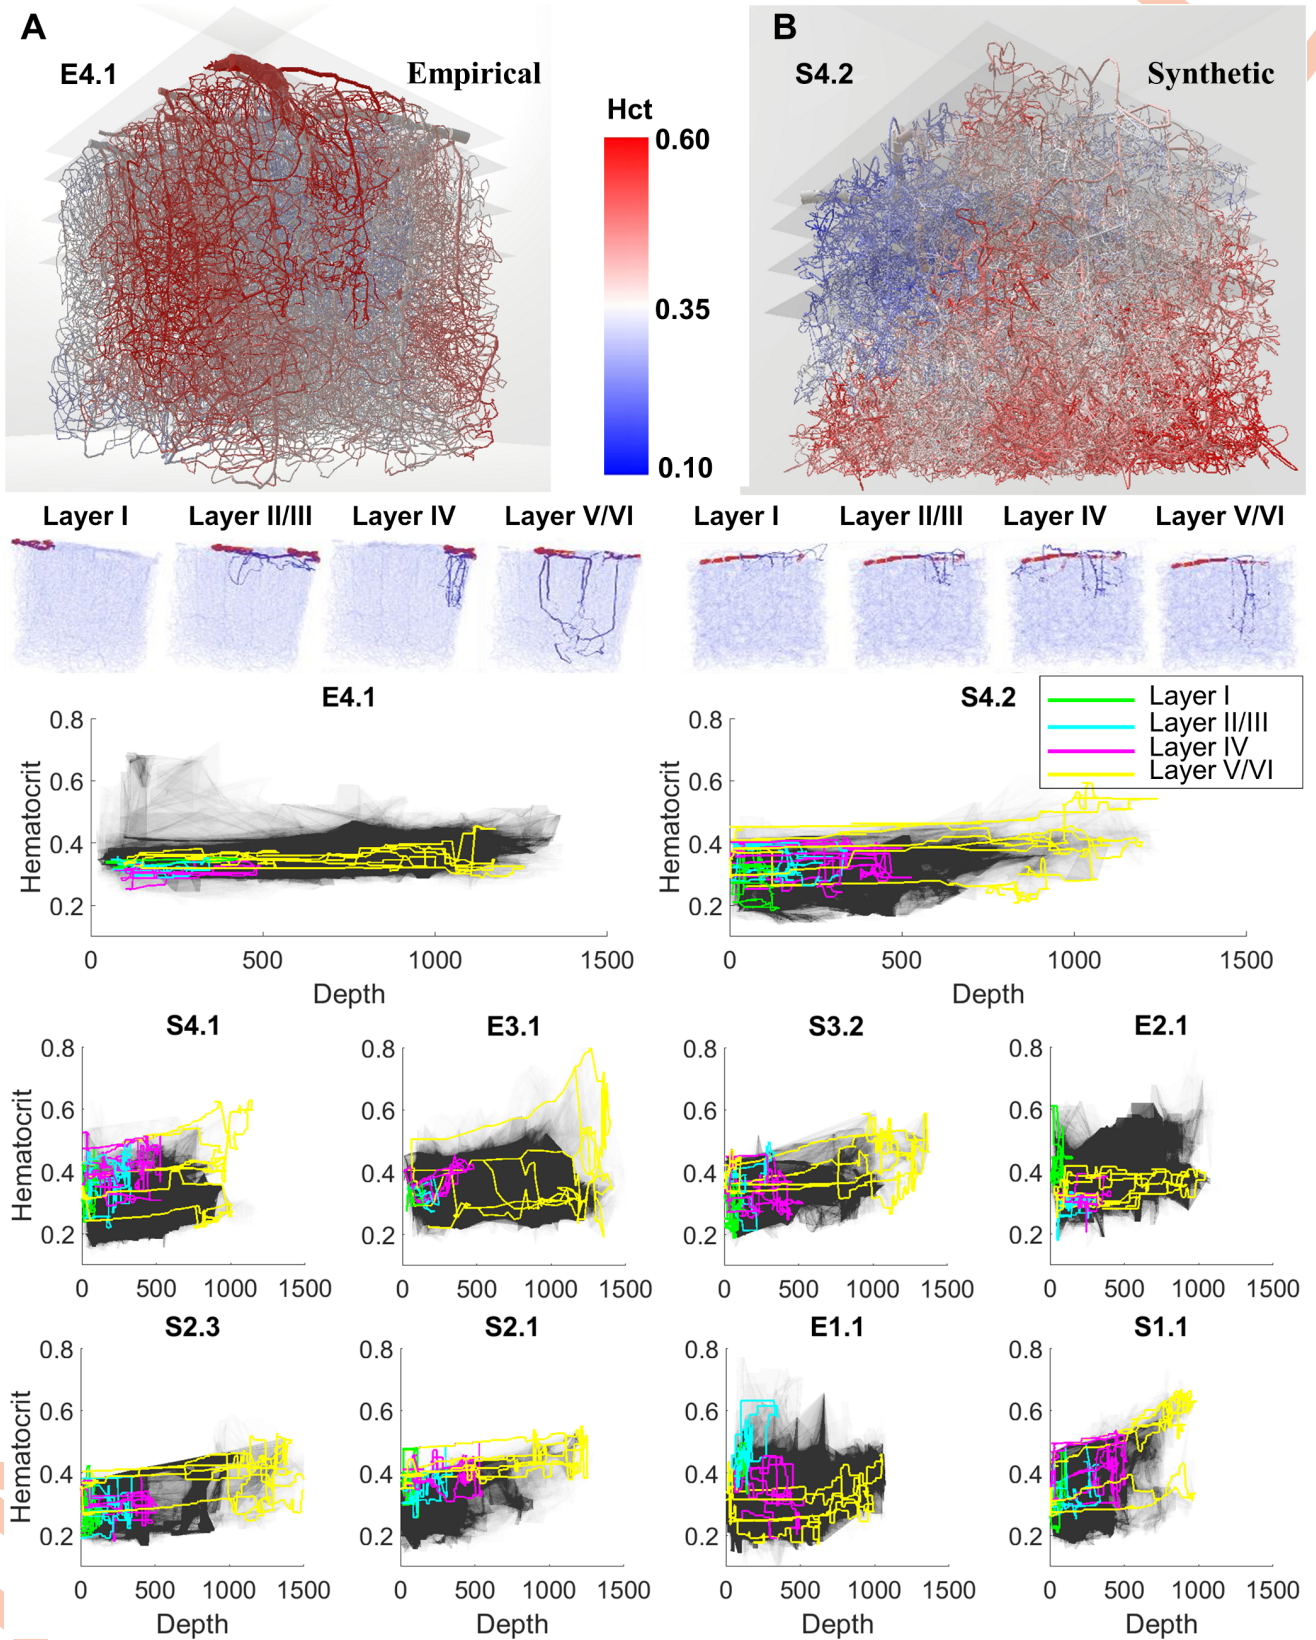 A
E4.1
Empirical
B
S4.2
Synthetic
Hct
0.60
0.35
0.10
Layer I
Layer II/III
Layer IV
Layer V/VI
Layer I
Layer II/III
Layer IV
Layer V/VI
E4.1
0.8
0.6
0.4
0.2
Hematocrit
0
500
1000
1500
Depth
S4.2
Layer I
Layer II/III
Layer IV
Layer V/VI
0.8
0.6
0.4
0.2
Hematocrit
0
500
1000
1500
Depth
S4.1
0.8
0.6
0.4
0.2
Hematocrit
0
500
1000
1500
E3.1
0.8
0.6
0.4
0.2
0
500
1000
1500
S3.2
0.8
0.6
0.4
0.2
0
500
1000
1500
E2.1
0.8
0.6
0.4
0.2
0
500
1000
1500
S2.3
0.8
0.6
0.4
0.2
Hematocrit
0
500
1000
1500
Depth
S2.1
0.8
0.6
0.4
0.2
0
500
1000
1500
Depth
E1.1
0.8
0.6
0.4
0.2
0
500
1000
1500
Depth
S1.1
0.8
0.6
0.4
0.2
0
500
1000
1500
Depth